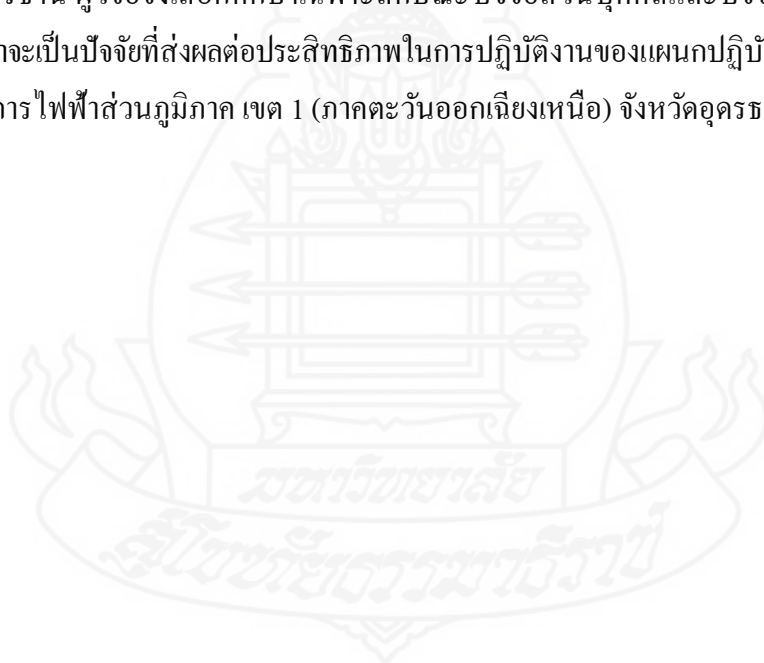 าจะเป็นปัจจัยที่ส่งผลต่อประสิทธิภาพในการปฏิบัติงานของแผนกปฏิบั
การไฟฟ้าส่วนภูมิภาค เขต 1 (ภาคตะวันออกเฉียงเหนือ) จังหวัดอุดรธ
มหาวิทยาลัย
สุโขทัยธรรมาธิราช